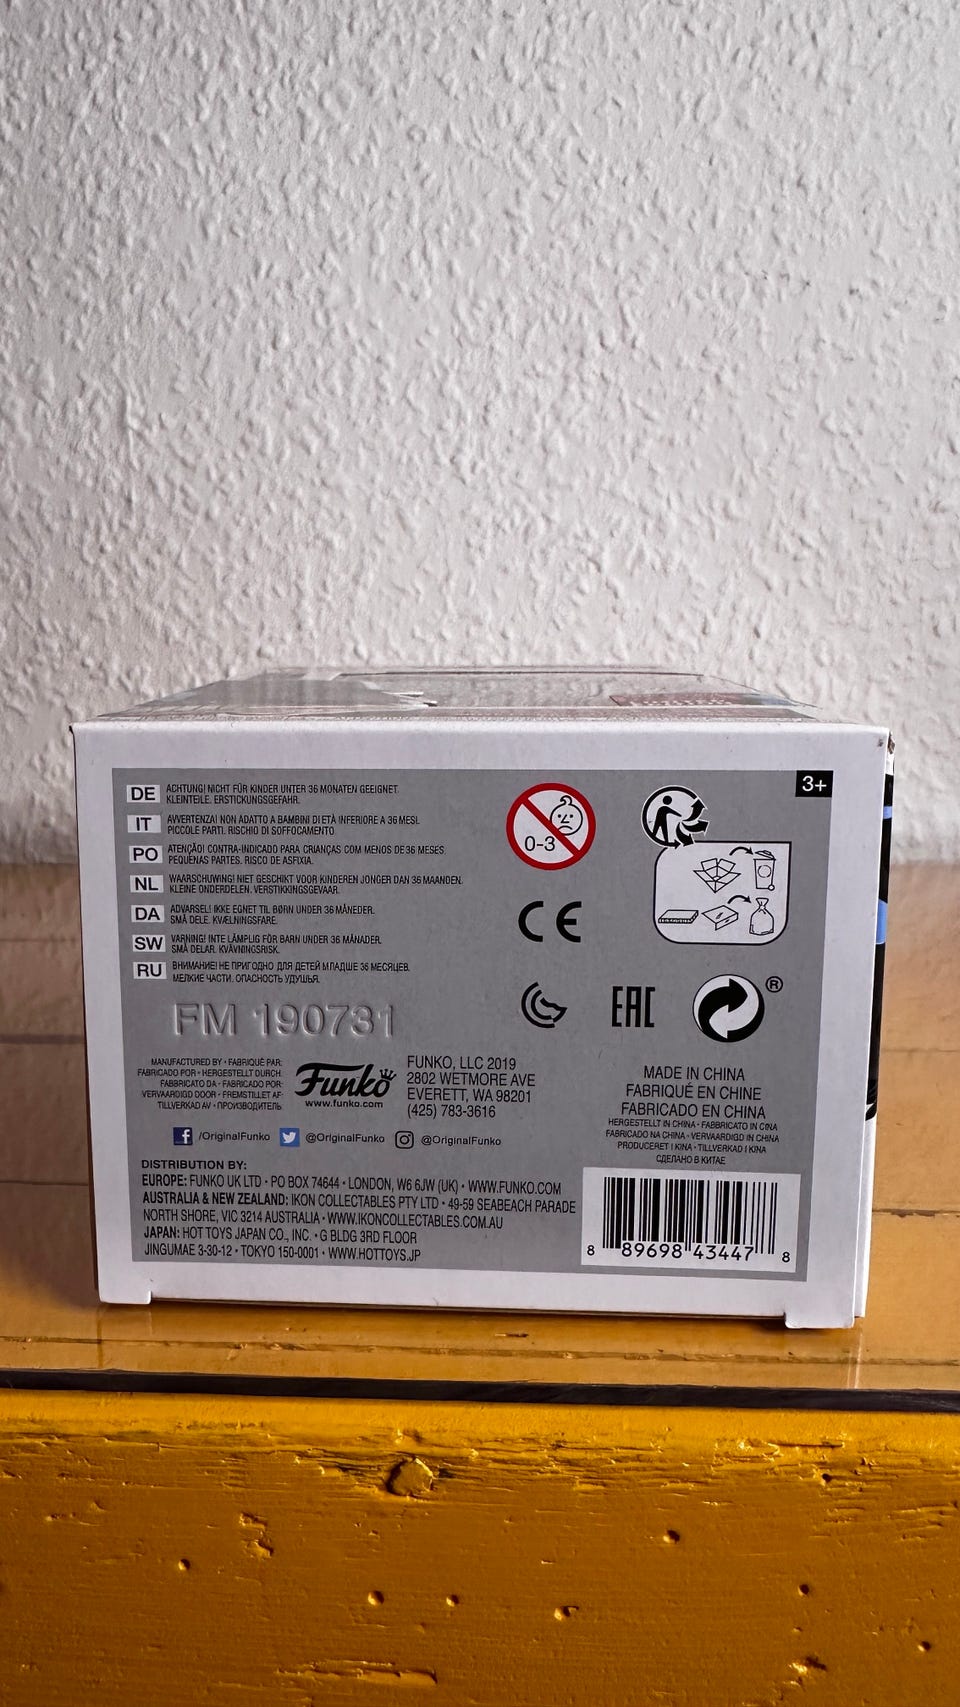 3+
DE ACHTUNG! NICHT FÜR KINDER UNTER 36 MONATEN GEEIGNET.
KLEINTEILE. ERSTICKUNGSGEFAHR.
IT AVVERTENZA! NON ADATTO A BAMBINI DI ETÀ INFERIORE A 36 MESI.
PICCOLE PARTI. RISCHIO DI SOFFOCAMENTO.
PO ATENÇÃO! CONTRA-INDICADO PARA CRIANÇAS COM MENOS DE 36 MESES.
PEQUENAS PARTES. RISCO DE ASFIXIA.
NL WAARSCHUWING! NIET GESCHIKT VOOR KINDEREN JONGER DAN 36 MAANDEN.
KLEINE ONDERDELEN. VERSTIKKINGSGEVAAR.
DA ADVARSEL! IKKE EGNET TIL BØRN UNDER 36 MÅNEDER.
SMÅ DELE. KVÆLNINGSFARE.
SW VARNING! INTE LÄMPLIG FÖR BARN UNDER 36 MÅNADER.
SMÅ DELAR. KVÄVNINGSRISK.
RU ВНИМАНИЕ! НЕ ПРИГОДНО ДЛЯ ДЕТЕЙ МЛАДШЕ 36 МЕСЯЦЕВ.
МЕЛКИЕ ЧАСТИ. ОПАСНОСТЬ УДУШЬЯ.
0-3
CE
EAC
®
FM 190731
MANUFACTURED BY • FABRIQUÉ PAR:
FABRICADO POR • HERGESTELLT DURCH:
FABBRICATO DA • FABRICADO POR:
VERVAARDIGD DOOR • FREMSTILLET AF:
TILLVERKAD AV • ПРОИЗВОДИТЕЛЬ:
Funko
www.funko.com
FUNKO, LLC 2019
2802 WETMORE AVE
EVERETT, WA 98201
(425) 783-3616
/OriginalFunko @OriginalFunko @OriginalFunko
MADE IN CHINA
FABRIQUÉ EN CHINE
FABRICADO EN CHINA
HERGESTELLT IN CHINA • FABBRICATO IN CINA
FABRICADO NA CHINA • VERVAARDIGD IN CHINA
PRODUCERET I KINA • TILLVERKAD I KINA
СДЕЛАНО В КИТАЕ
DISTRIBUTION BY:
EUROPE: FUNKO UK LTD • PO BOX 74644 • LONDON, W6 6JW (UK) • WWW.FUNKO.COM
AUSTRALIA & NEW ZEALAND: IKON COLLECTABLES PTY LTD • 49-59 SEABEACH PARADE
NORTH SHORE, VIC 3214 AUSTRALIA • WWW.IKONCOLLECTABLES.COM.AU
JAPAN: HOT TOYS JAPAN CO., INC. • G BLDG 3RD FLOOR
JINGUMAE 3-30-12 • TOKYO 150-0001 • WWW.HOTTOYS.JP
8 89698 43447 8